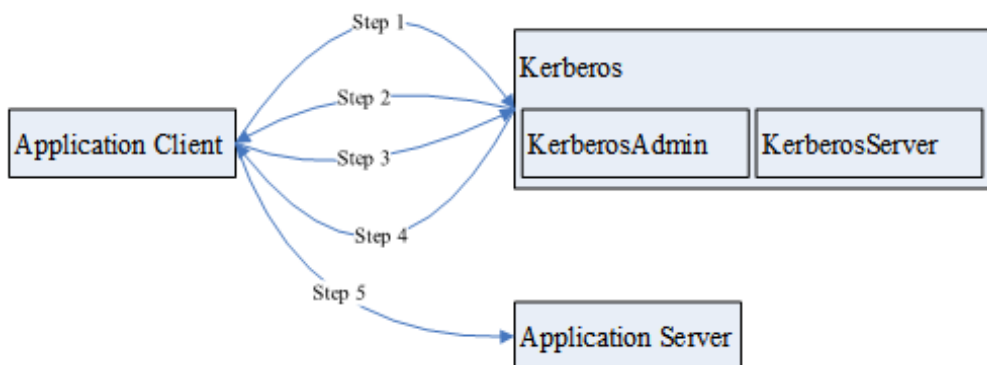 Step 1
Kerberos
Step 2
Application Client
KerberosAdmin
KerberosServer
Step 3
Step 4
Step 5
Application Server